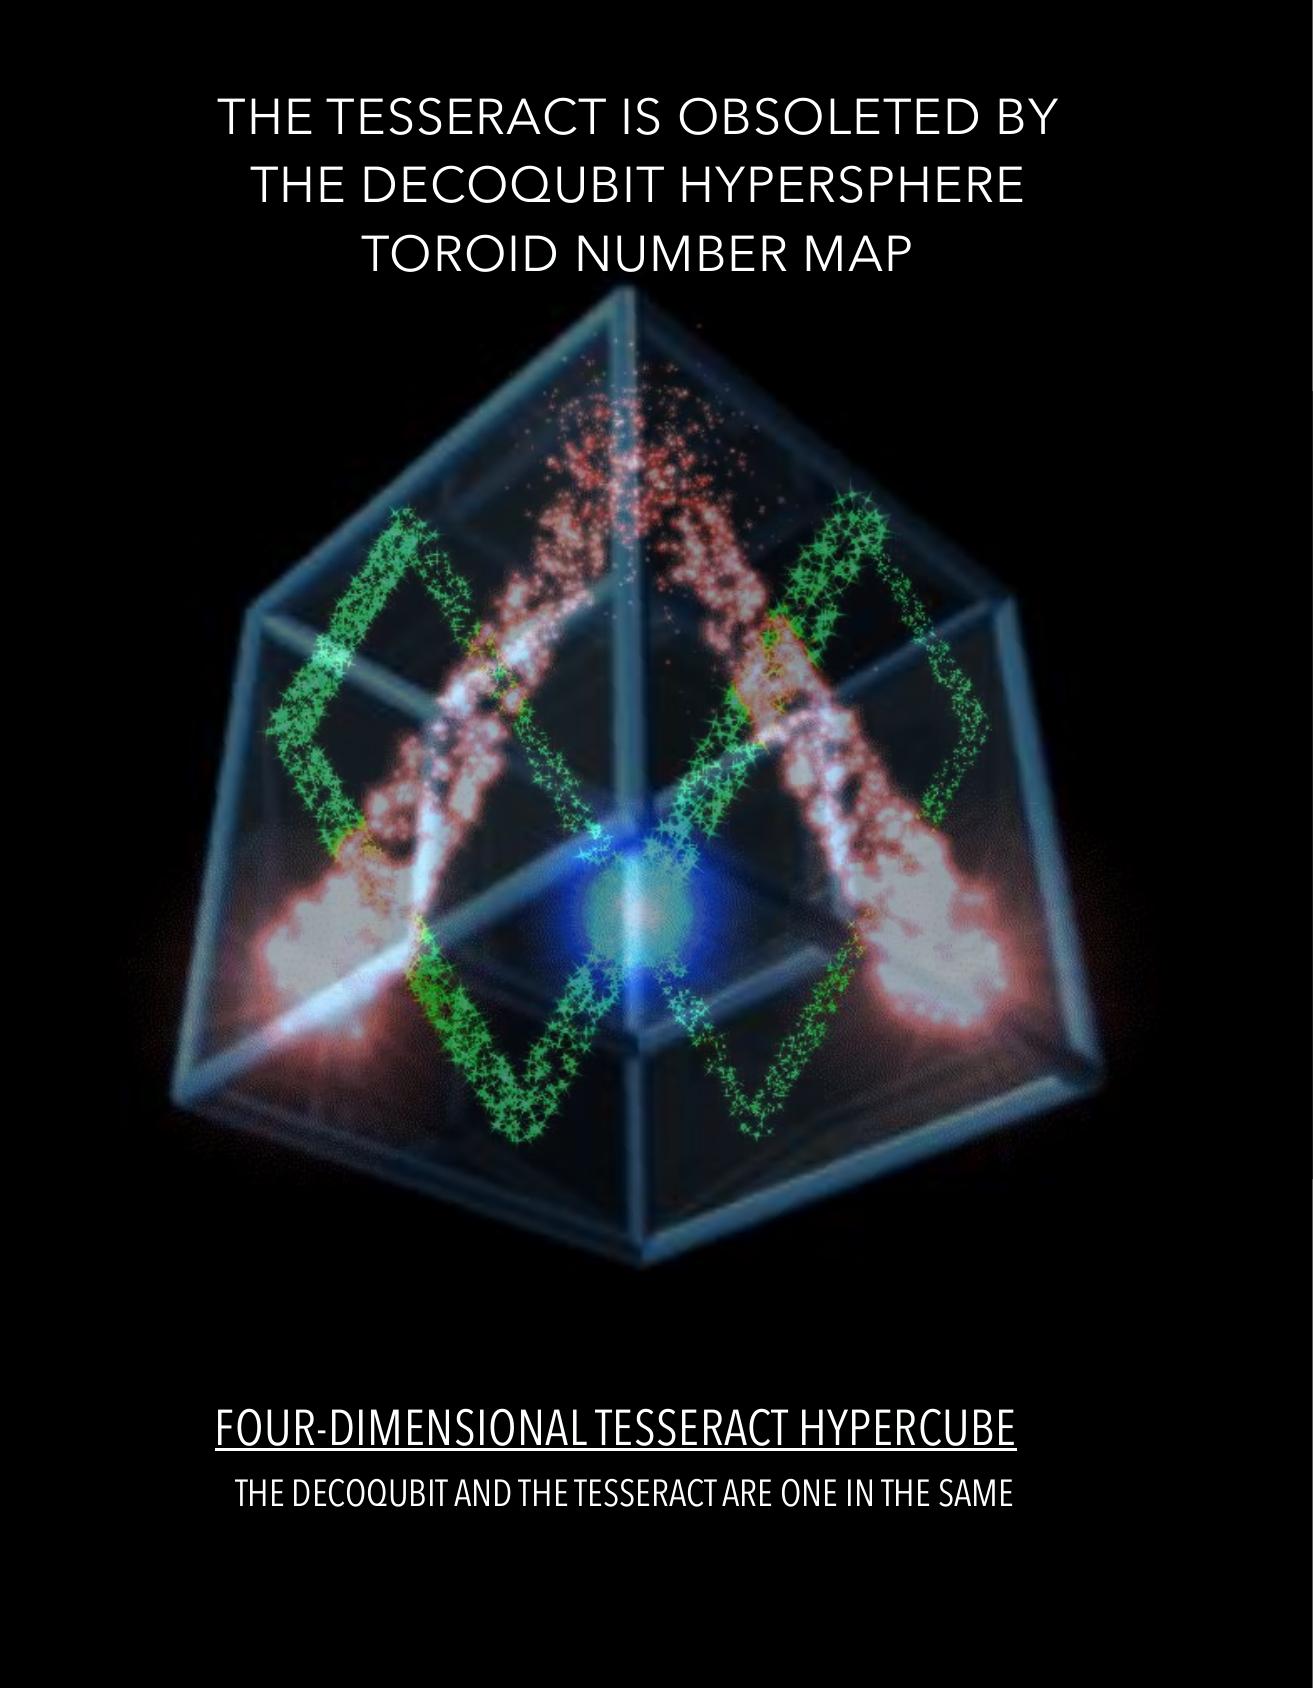 THE TESSERACT IS OBSOLETED BY
THE DECOQUBIT HYPERSPHERE
TOROID NUMBER MAP
FOUR-DIMENSIONAL TESSERACT HYPERCUBE
THE DECOQUBIT AND THE TESSERACT ARE ONE IN THE SAME